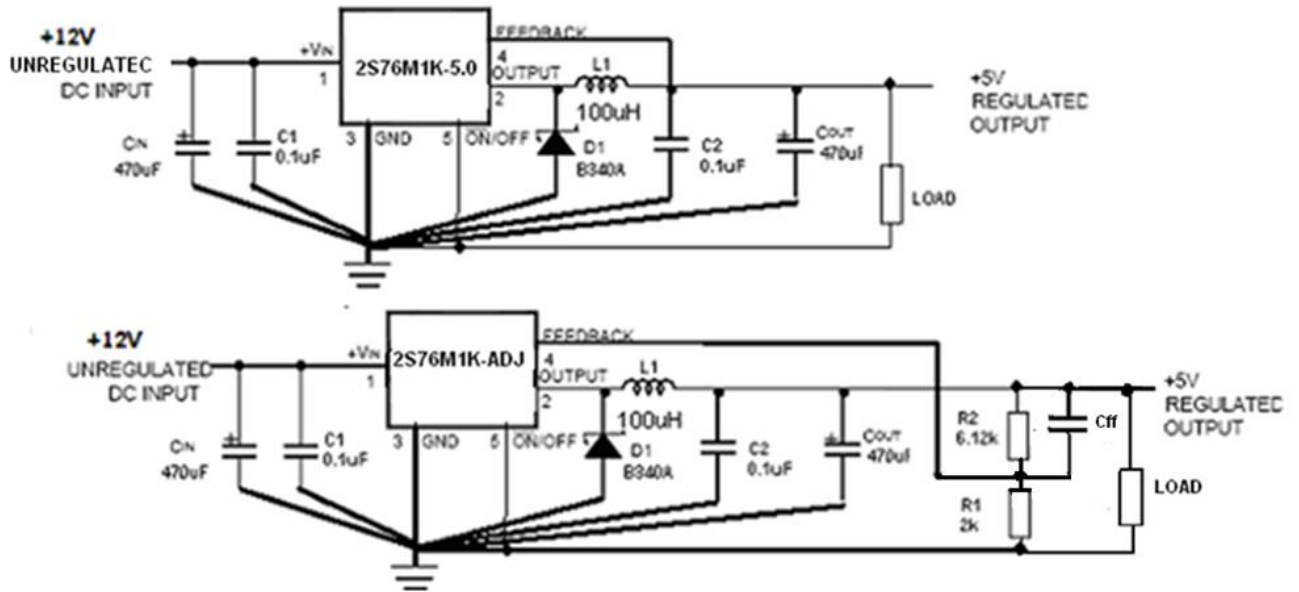 +12V
UNREGULATEC
DC INPUT
+VIN
1
2S76M1K-5.0
FEEDBACK
4
OUTPUT
2
L1
100uH
+5V
REGULATED
OUTPUT
CIN
470uF
+
C1
0.1uF
3
GND
5
ON/OFF
D1
B340A
C2
0.1uF
+
COUT
470uF
LOAD
+12V
UNREGULATED
DC INPUT
+VIN
1
2S76M1K-ADJ
FEEDBACK
4
OUTPUT
2
L1
100uH
+5V
REGULATED
OUTPUT
R2
6.12k
Cff
CIN
470uF
+
C1
0.1uF
3
GND
5
ON/OFF
D1
B340A
C2
0.1uF
+
COUT
470uF
R1
2k
LOAD